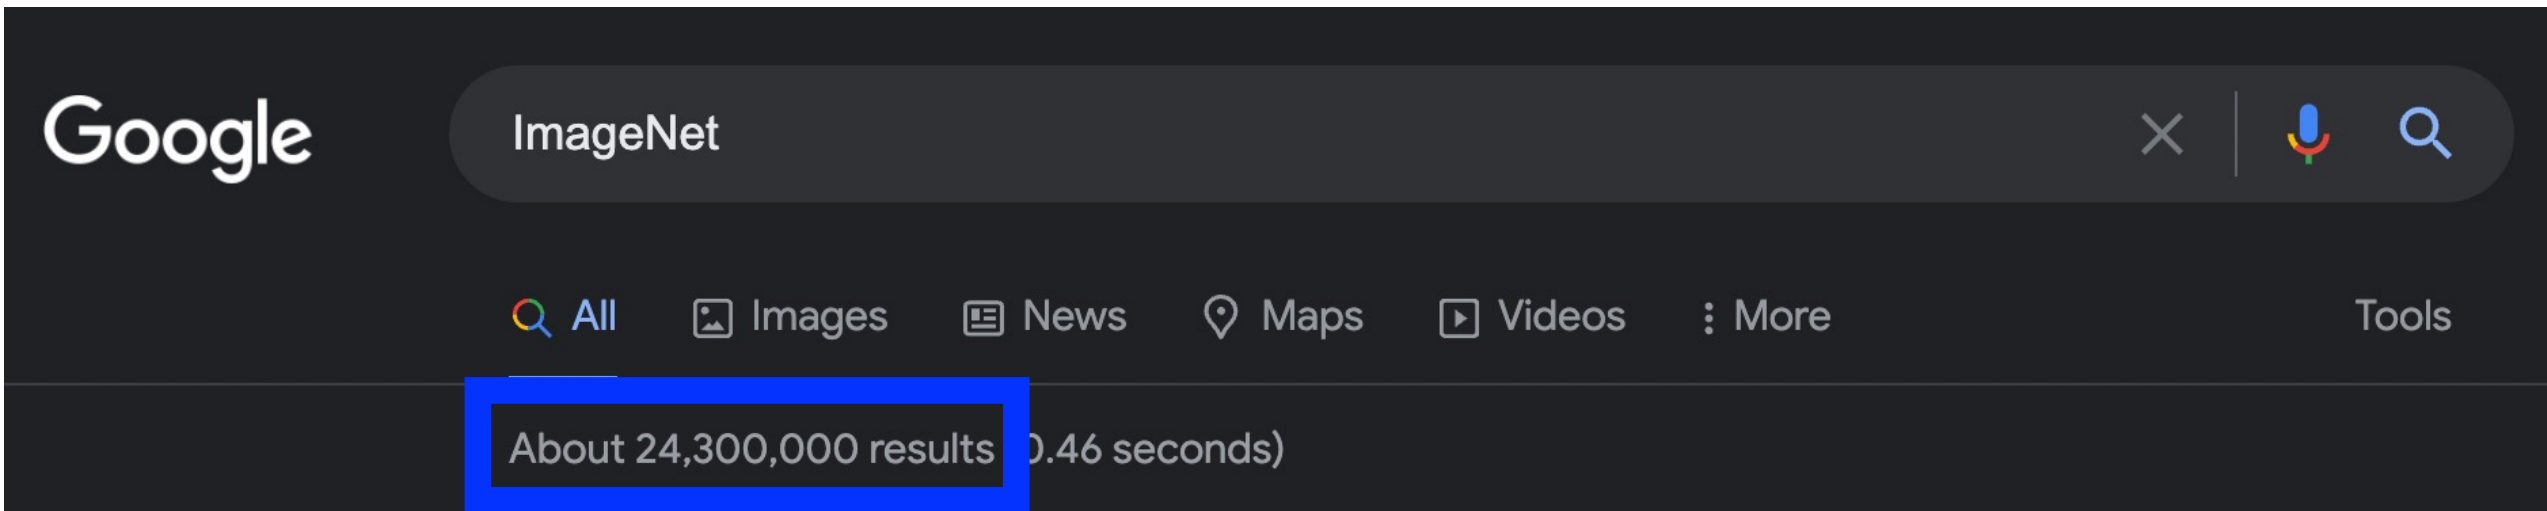 Google
ImageNet
All Images News Maps Videos More Tools
About 24,300,000 results .46 seconds)